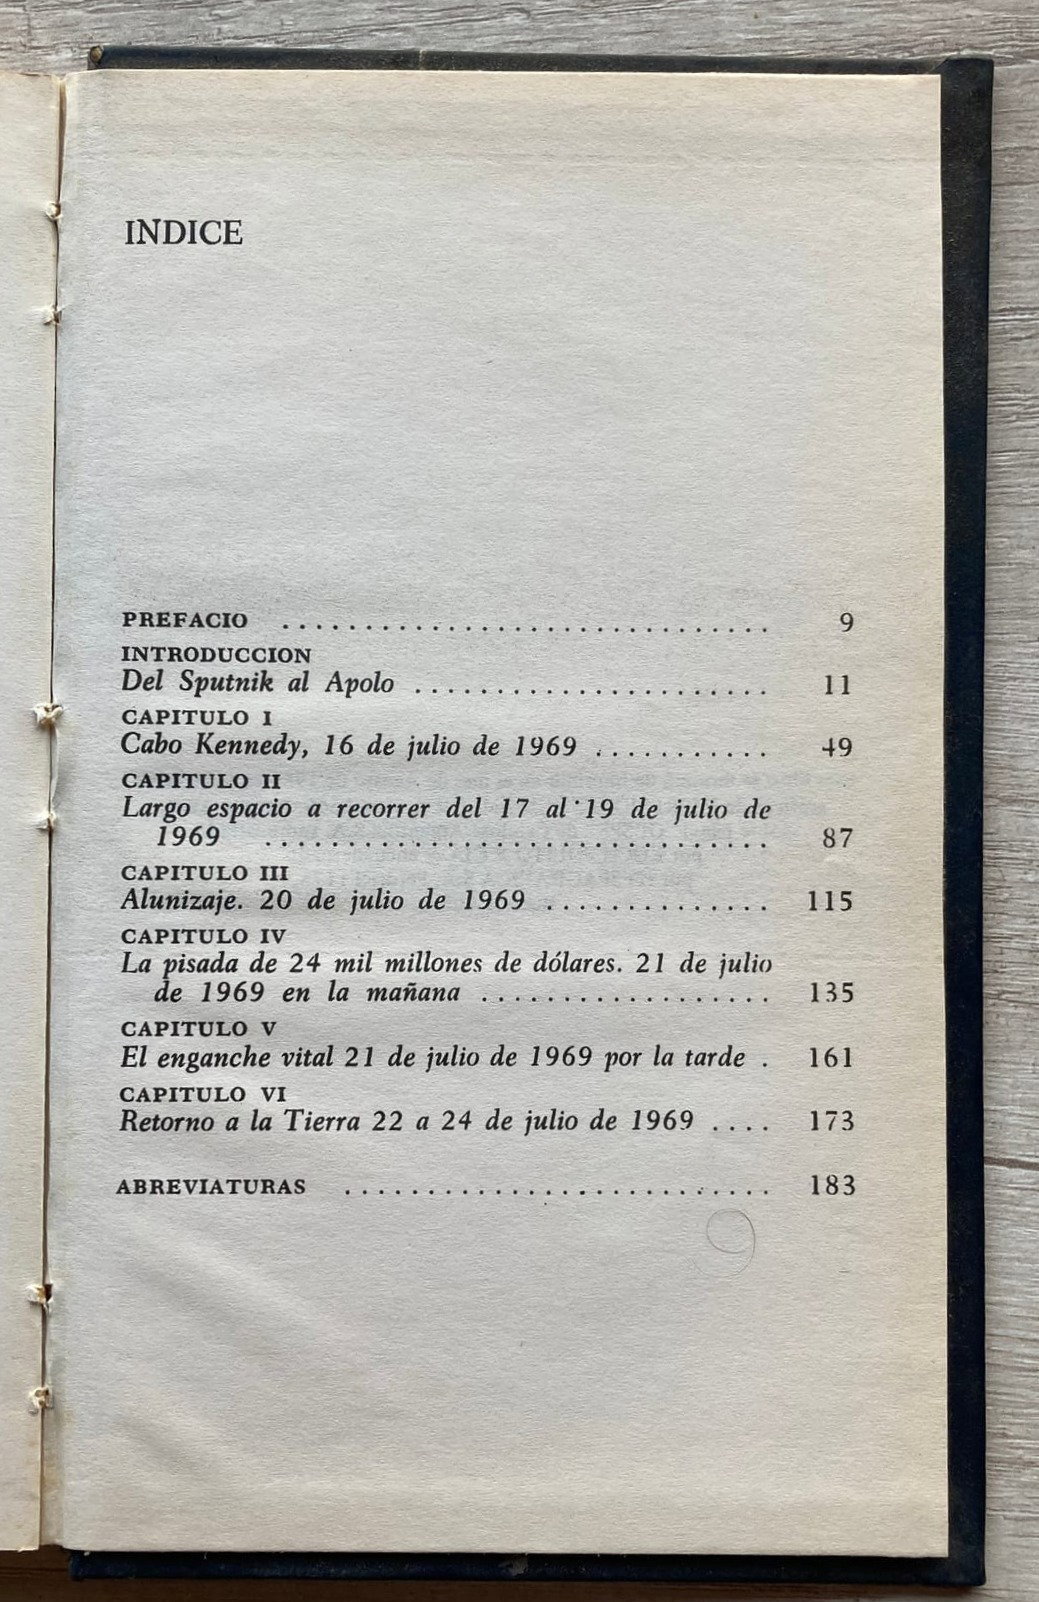 INDICE
PREFACIO .............................. 9
INTRODUCCION
Del Sputnik al Apolo ...................... 11
CAPITULO I
Cabo Kennedy, 16 de julio de 1969 ........... 49
CAPITULO II
Largo espacio a recorrer del 17 al 19 de julio de
1969 ............................... 87
CAPITULO III
Alunizaje. 20 de julio de 1969 .............. 115
CAPITULO IV
La pisada de 24 mil millones de dólares. 21 de julio
de 1969 en la mañana .................. 135
CAPITULO V
El enganche vital 21 de julio de 1969 por la tarde . 161
CAPITULO VI
Retorno a la Tierra 22 a 24 de julio de 1969 .... 173
ABREVIATURAS .......................... 183